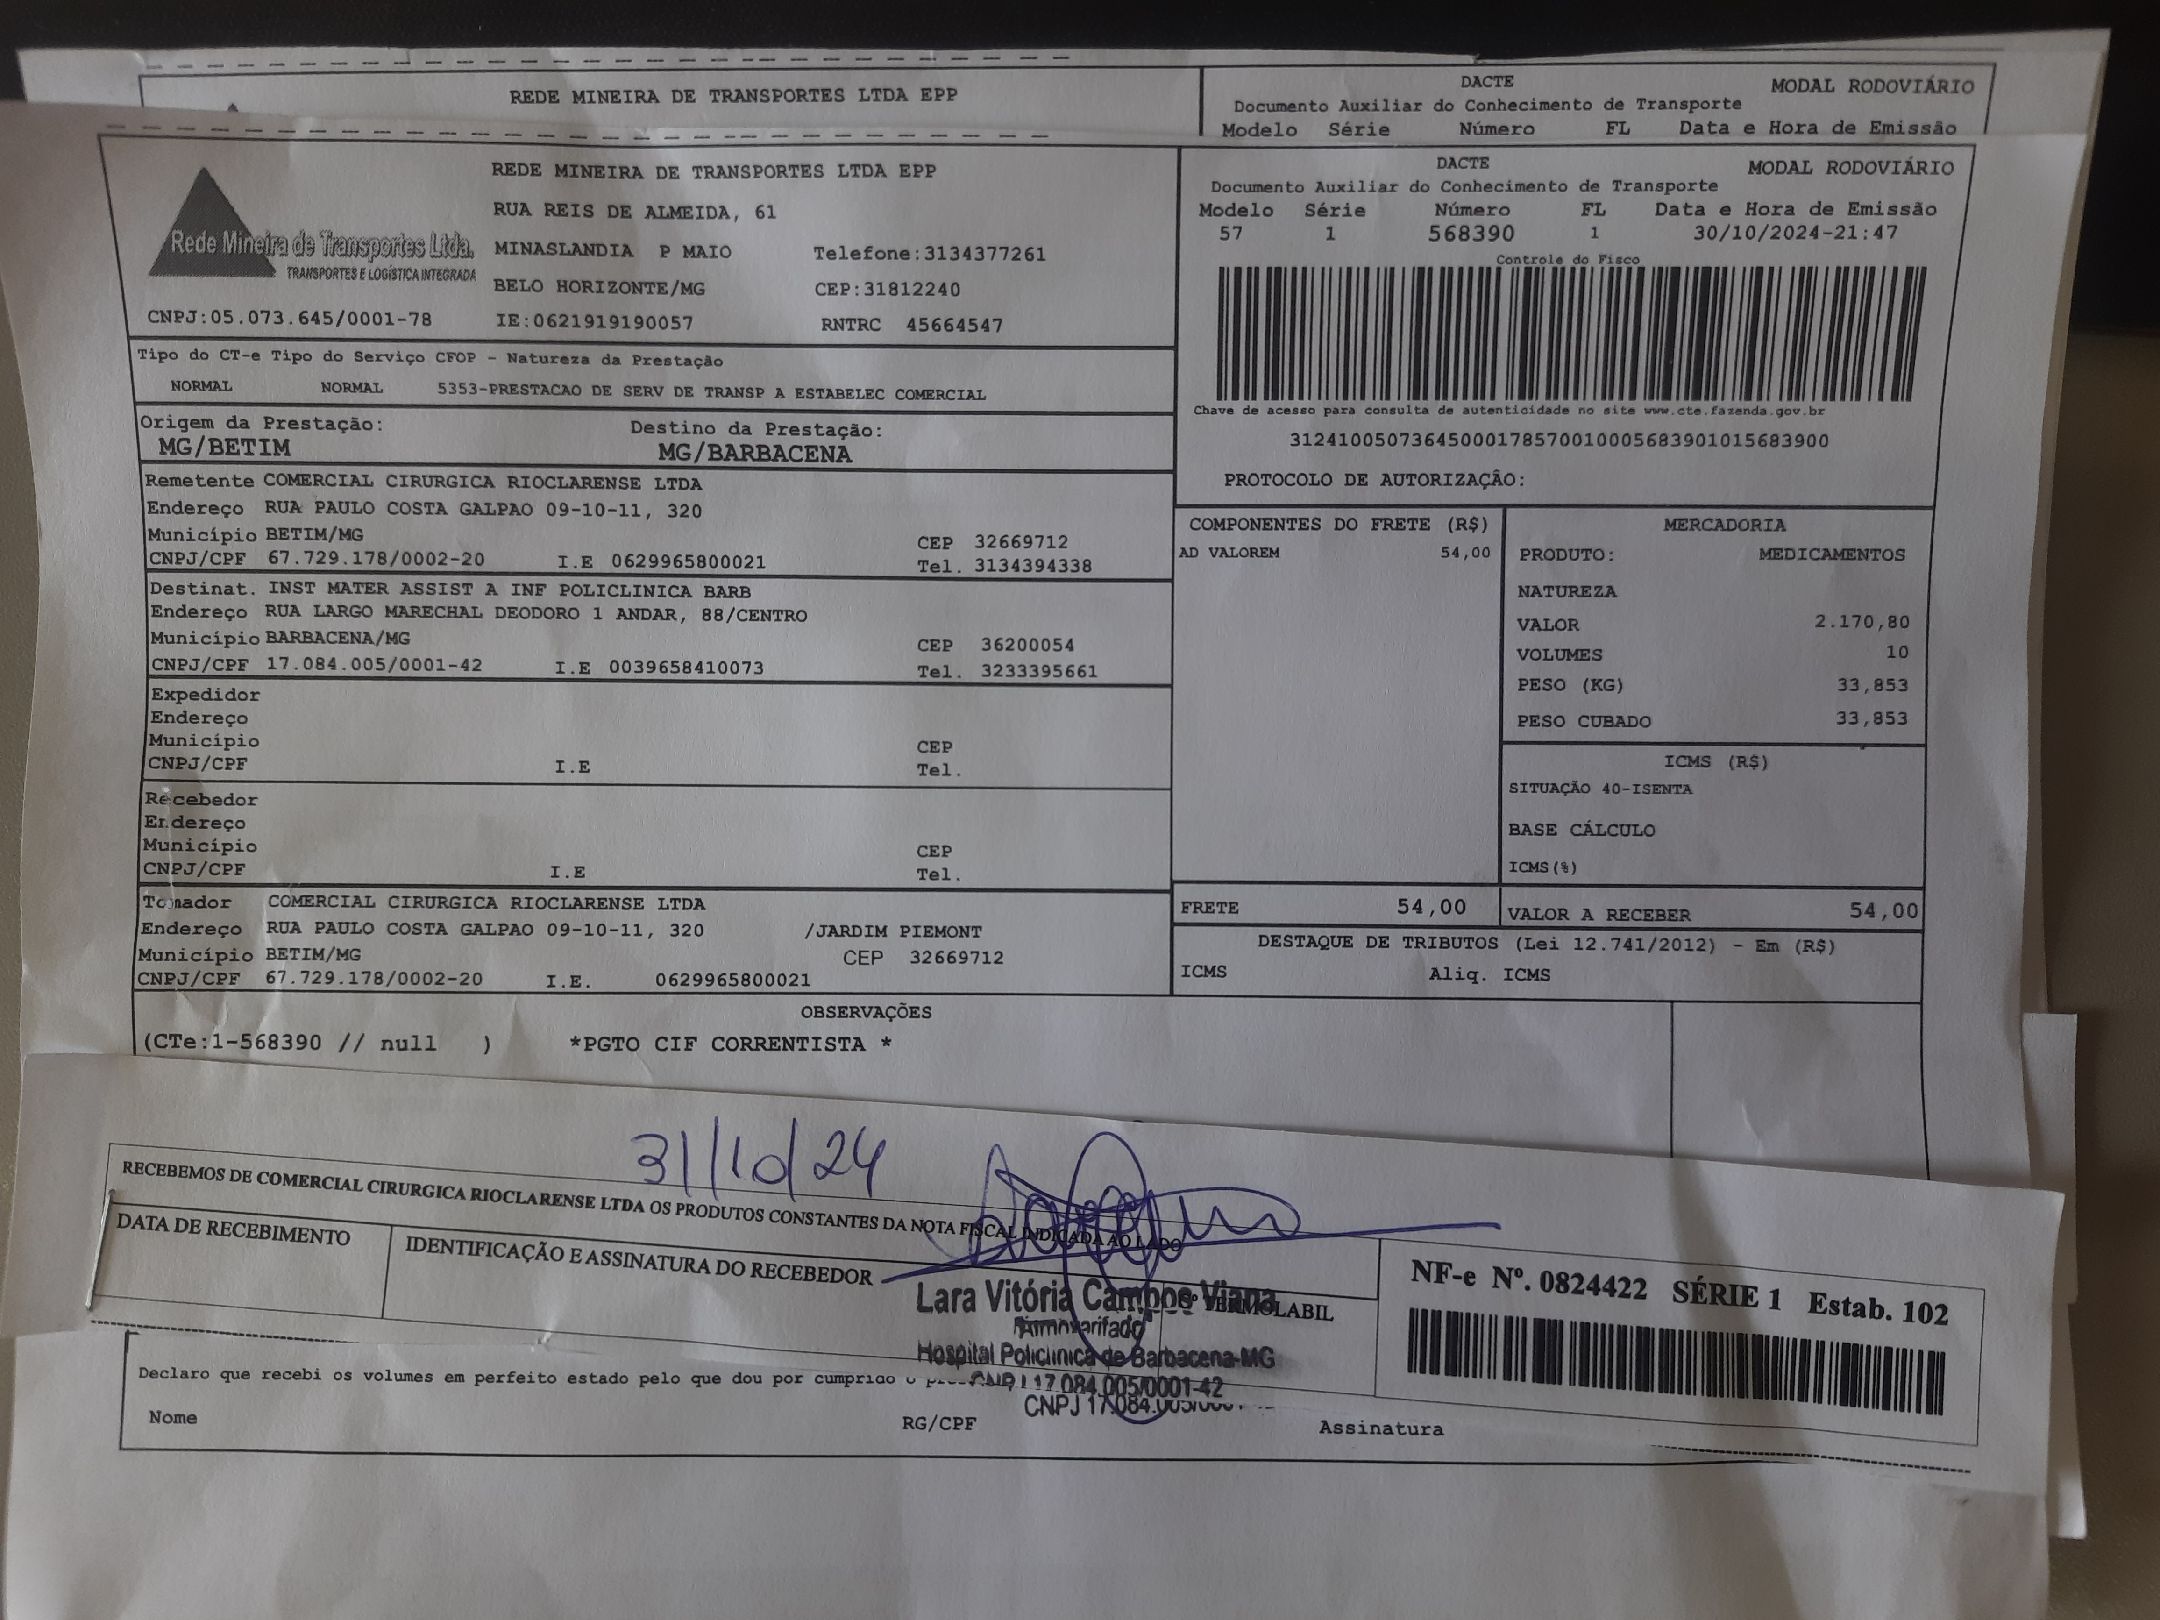 REDE MINEIRA DE TRANSPORTES LTDA EPP
DACTE
MODAL RODOVIÁRIO
Documento Auxiliar do Conhecimento de Transporte
Modelo Série Número FL Data e Hora de Emissão
REDE MINEIRA DE TRANSPORTES LTDA EPP
RUA REIS DE ALMEIDA, 61
Rede Mineira de Transportes Ltda.
TRANSPORTES E LOGÍSTICA INTEGRADA
MINASLANDIA P MAIO Telefone:3134377261
BELO HORIZONTE/MG CEP:31812240
CNPJ:05.073.645/0001-78 IE:0621919190057 RNTRC 45664547
DACTE
MODAL RODOVIÁRIO
Documento Auxiliar do Conhecimento de Transporte
Modelo Série Número FL Data e Hora de Emissão
57 1 568390 1 30/10/2024-21:47
Controle do Fisco
Chave de acesso para consulta de autenticidade no site www.cte.fazenda.gov.br
31241005073645000178570010005683901015683900
PROTOCOLO DE AUTORIZAÇÂO:
Tipo do CT-e Tipo do Serviço CFOP - Natureza da Prestação
NORMAL NORMAL 5353-PRESTACAO DE SERV DE TRANSP A ESTABELEC COMERCIAL
Origem da Prestação: Destino da Prestação:
MG/BETIM MG/BARBACENA
Remetente COMERCIAL CIRURGICA RIOCLARENSE LTDA
Endereço RUA PAULO COSTA GALPAO 09-10-11, 320
Município BETIM/MG CEP 32669712
CNPJ/CPF 67.729.178/0002-20 I.E 0629965800021 Tel. 3134394338
Destinat. INST MATER ASSIST A INF POLICLINICA BARB
Endereço RUA LARGO MARECHAL DEODORO 1 ANDAR, 88/CENTRO
Município BARBACENA/MG CEP 36200054
CNPJ/CPF 17.084.005/0001-42 I.E 0039658410073 Tel. 3233395661
Expedidor
Endereço
Município CEP
CNPJ/CPF I.E Tel.
Recebedor
Endereço
Município CEP
CNPJ/CPF I.E Tel.
Tomador COMERCIAL CIRURGICA RIOCLARENSE LTDA
Endereço RUA PAULO COSTA GALPAO 09-10-11, 320 /JARDIM PIEMONT
Município BETIM/MG CEP 32669712
CNPJ/CPF 67.729.178/0002-20 I.E. 0629965800021
COMPONENTES DO FRETE (R$)
AD VALOREM 54,00
MERCADORIA
PRODUTO: MEDICAMENTOS
NATUREZA
VALOR 2.170,80
VOLUMES 10
PESO (KG) 33,853
PESO CUBADO 33,853
ICMS (R$)
SITUAÇÃO 40-ISENTA
BASE CÁLCULO
ICMS(%)
FRETE 54,00 VALOR A RECEBER 54,00
DESTAQUE DE TRIBUTOS (Lei 12.741/2012) - Em (R$)
ICMS Aliq. ICMS
OBSERVAÇÕES
(CTe:1-568390 // null ) *PGTO CIF CORRENTISTA *
31/10/24
RECEBEMOS DE COMERCIAL CIRURGICA RIOCLARENSE LTDA OS PRODUTOS CONSTANTES DA NOTA FISCAL INDICADA AO LADO
DATA DE RECEBIMENTO
IDENTIFICAÇÃO E ASSINATURA DO RECEBEDOR
TERMOLABIL
NF-e Nº. 0824422 SÉRIE 1 Estab. 102
Lara Vitória Campos Viana
Almoxarifado
Hospital Policlínica de Barbacena-MG
CNPJ 17.084.005/0001-42
Declaro que recebi os volumes em perfeito estado pelo que dou por cumprido o
Nome RG/CPF Assinatura